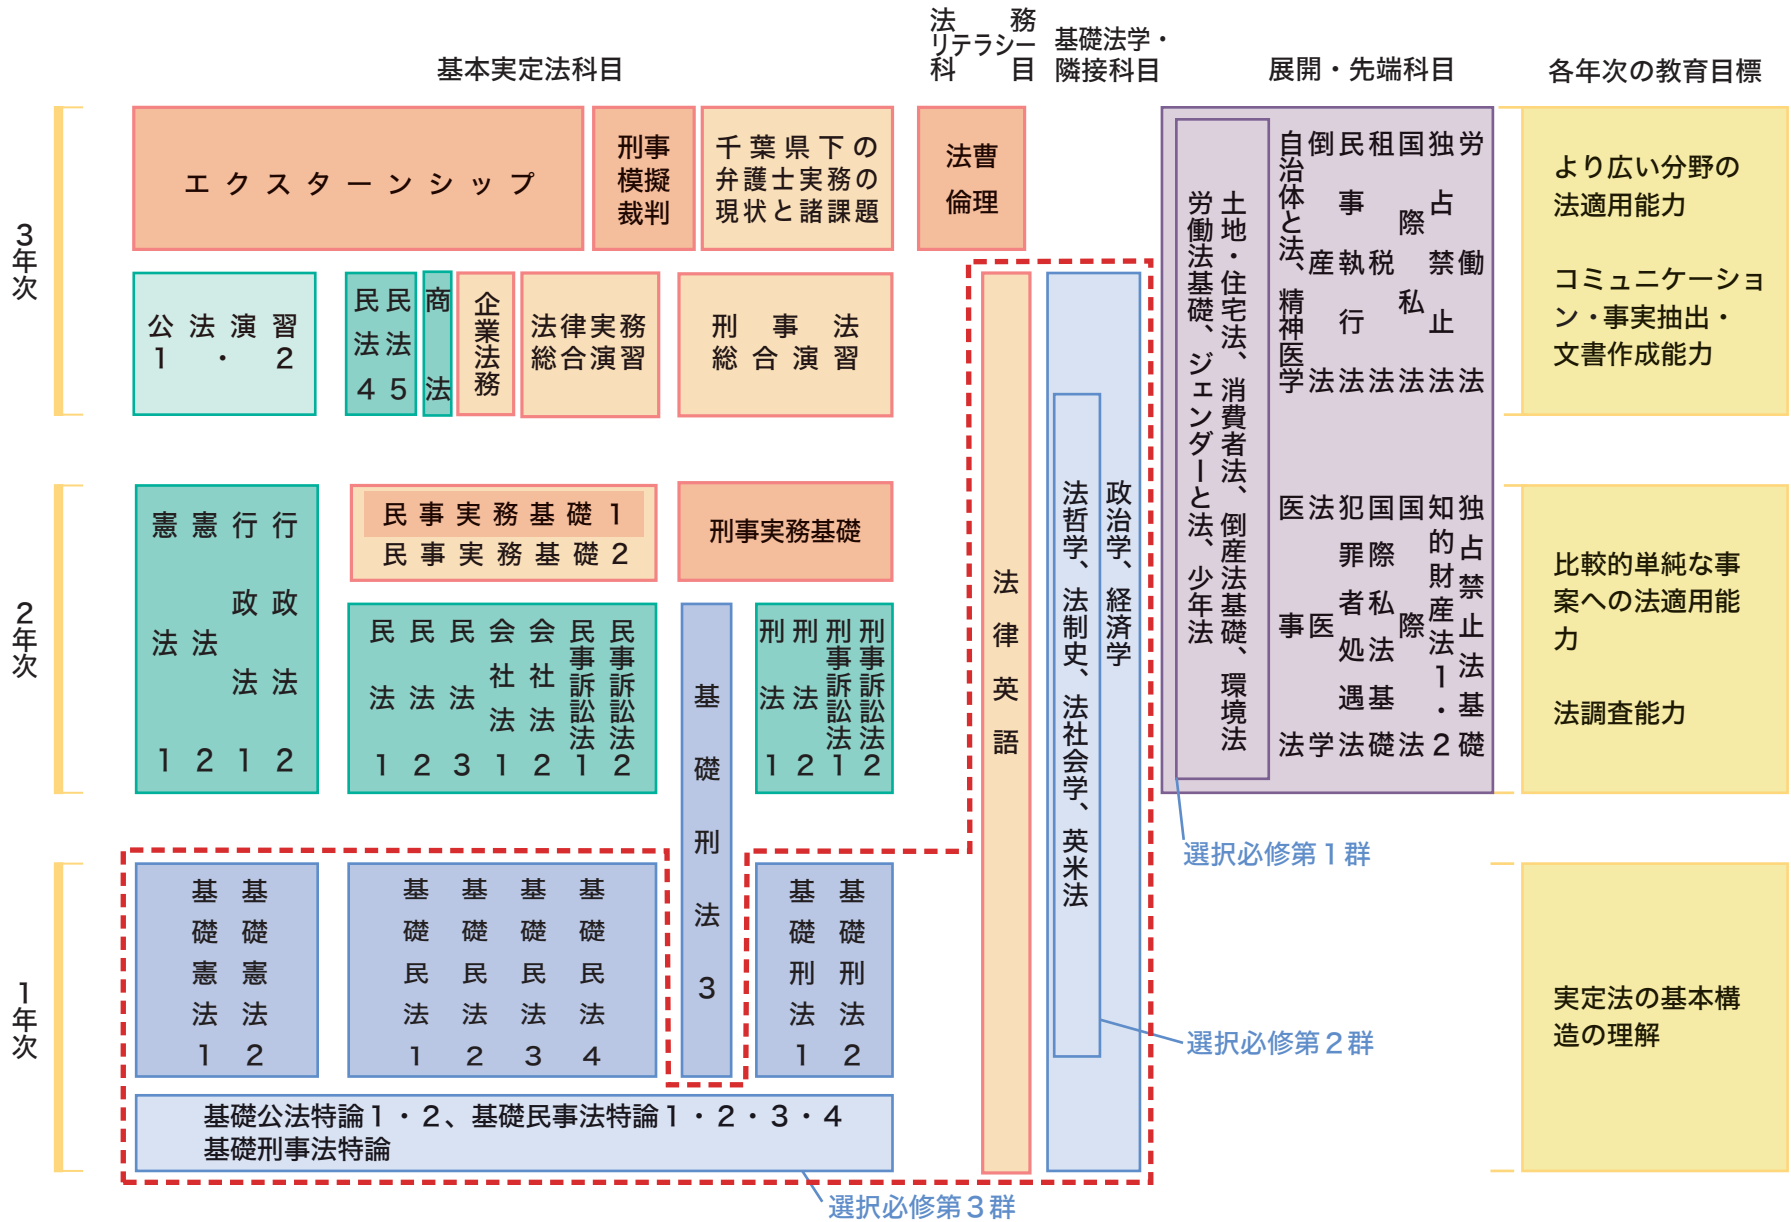 基本実定法科目
法務
リテラシー
科目
基礎法学・
隣接科目
展開・先端科目
各年次の教育目標
3年次
エクスターンシップ
刑事
模擬
裁判
千葉県下の
弁護士実務の
現状と諸課題
法曹
倫理
公法演習
1・2
民法4
民法5
商法
企業法務
法律実務
総合演習
刑事法
総合演習
より広い分野の
法適用能力
コミュニケーショ
ン・事実抽出・
文書作成能力
2年次
憲法1
憲法2
行政法1
行政法2
民事実務基礎1
民事実務基礎2
刑事実務基礎
民法1
民法2
民法3
会社法1
会社法2
民事訴訟法1
民事訴訟法2
基礎刑法3
刑法1
刑法2
刑事訴訟法1
刑事訴訟法2
法律英語
政治学、経済学
法哲学、法制史、法社会学、英米法
土地・住宅法、消費者法、倒産法基礎、環境法
労働法基礎、ジェンダーと法、少年法
労働法
独占禁止法
国際私法
租税法
民事執行法
倒産法
自治体と法、精神医学
独占禁止法基礎
知的財産法1・2
国際法
国際私法基礎
犯罪者処遇法
法医学
医事法
比較的単純な事
案への法適用能
力
法調査能力
選択必修第1群
1年次
基礎憲法1
基礎憲法2
基礎民法1
基礎民法2
基礎民法3
基礎民法4
基礎刑法1
基礎刑法2
選択必修第2群
実定法の基本構
造の理解
基礎公法特論1・2、基礎民事法特論1・2・3・4
基礎刑事法特論
選択必修第3群